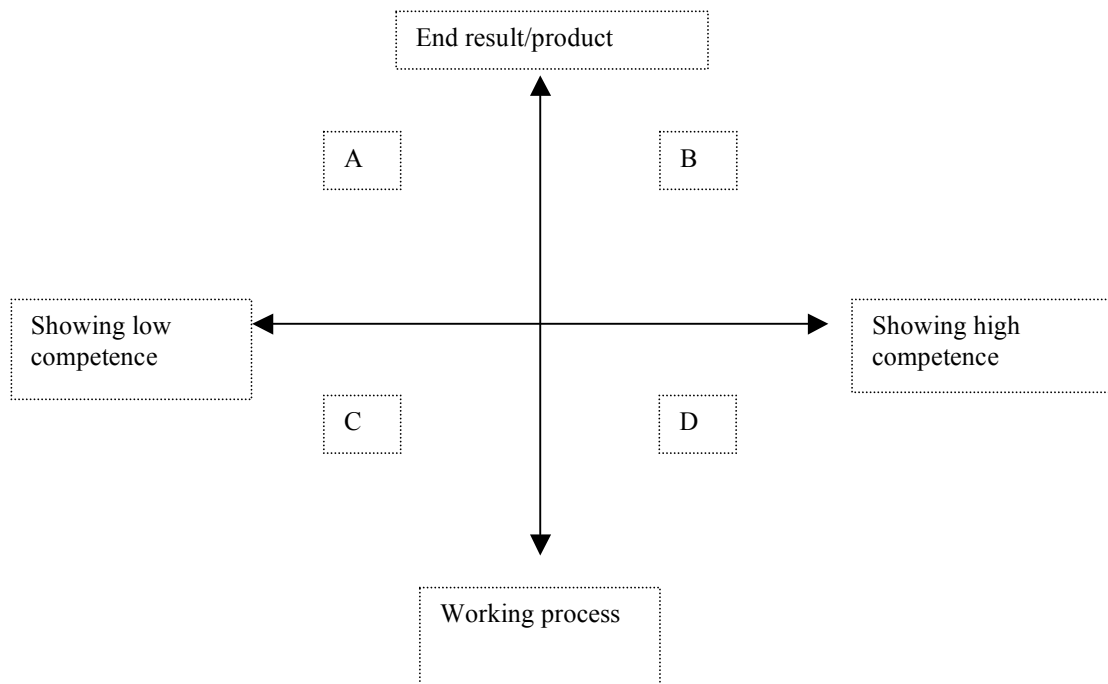 End result/product
A
B
Showing low
competence
Showing high
competence
C
D
Working process